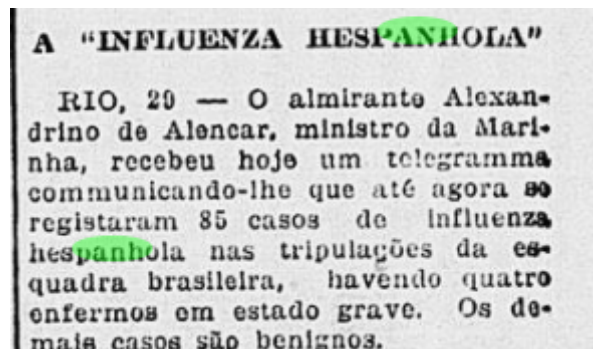 A "INFLUENZA HESPANHOLA"
RIO, 29 — O almirante Alexan-
drino de Alencar, ministro da Mari-
nha, recebeu hoje um telegramma
communicando-lhe que até agora se
registaram 85 casos de influenza
hespanhola nas tripulações da es-
quadra brasileira, havendo quatro
enfermos em estado grave. Os de-
mais casos são benignos.